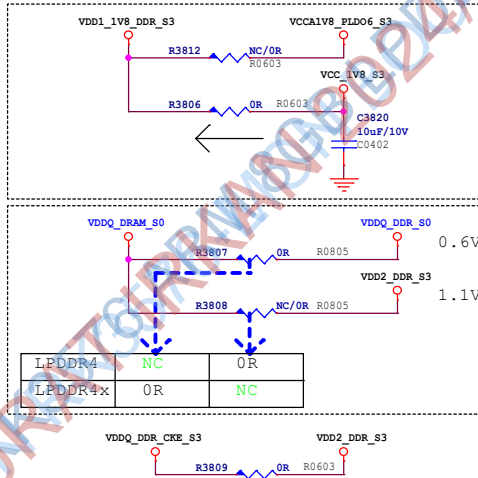 VDD1_1V8_DDR_S3 VCCA1V8_PLDO6_S3
R3812 NC/0R
R0603
VCC_1V8_S3
R3806 0R R0603
C3820
10uF/10V
C0402
VDDQ_DRAM_S0 VDDQ_DDR_S0
0.6V
R3807 0R R0805
VDD2_DDR_S3
1.1V
R3808 NC/0R R0805
LPDDR4 NC 0R
LPDDR4x 0R NC
VDDQ_DDR_CKE_S3 VDD2_DDR_S3
R3809 0R R0603